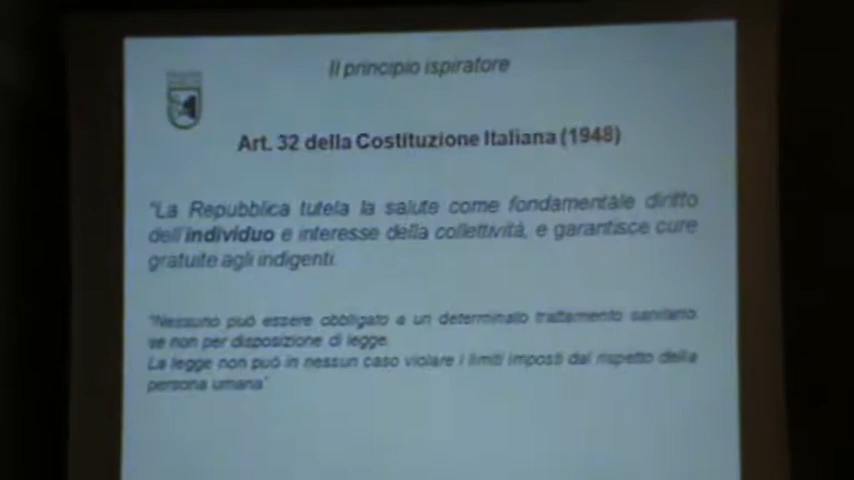 Il principio ispiratore
Art. 32 della Costituzione Italiana (1948)
"La Repubblica tutela la salute come fondamentale diritto
dell'individuo e interesse della collettività, e garantisce cure
gratuite agli indigenti.
"Nessuno può essere obbligato a un determinato trattamento sanitario
se non per disposizione di legge.
La legge non può in nessun caso violare i limiti imposti dal rispetto della
persona umana"